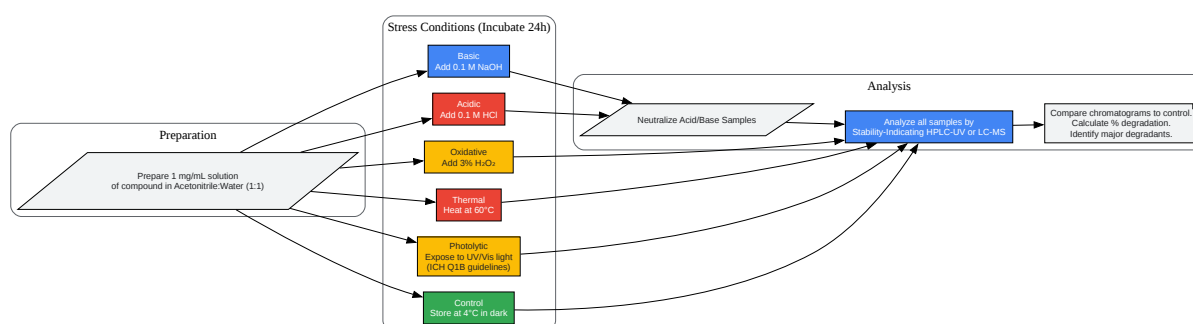 Preparation
Prepare 1 mg/mL solution
of compound in Acetonitrile:Water (1:1)
Stress Conditions (Incubate 24h)
Basic
Add 0.1 M NaOH
Acidic
Add 0.1 M HCl
Oxidative
Add 3% H₂O₂
Thermal
Heat at 60°C
Photolytic
Expose to UV/Vis light
(ICH Q1B guidelines)
Control
Store at 4°C in dark
Analysis
Neutralize Acid/Base Samples
Analyze all samples by
Stability-Indicating HPLC-UV or LC-MS
Compare chromatograms to control.
Calculate % degradation.
Identify major degradants.